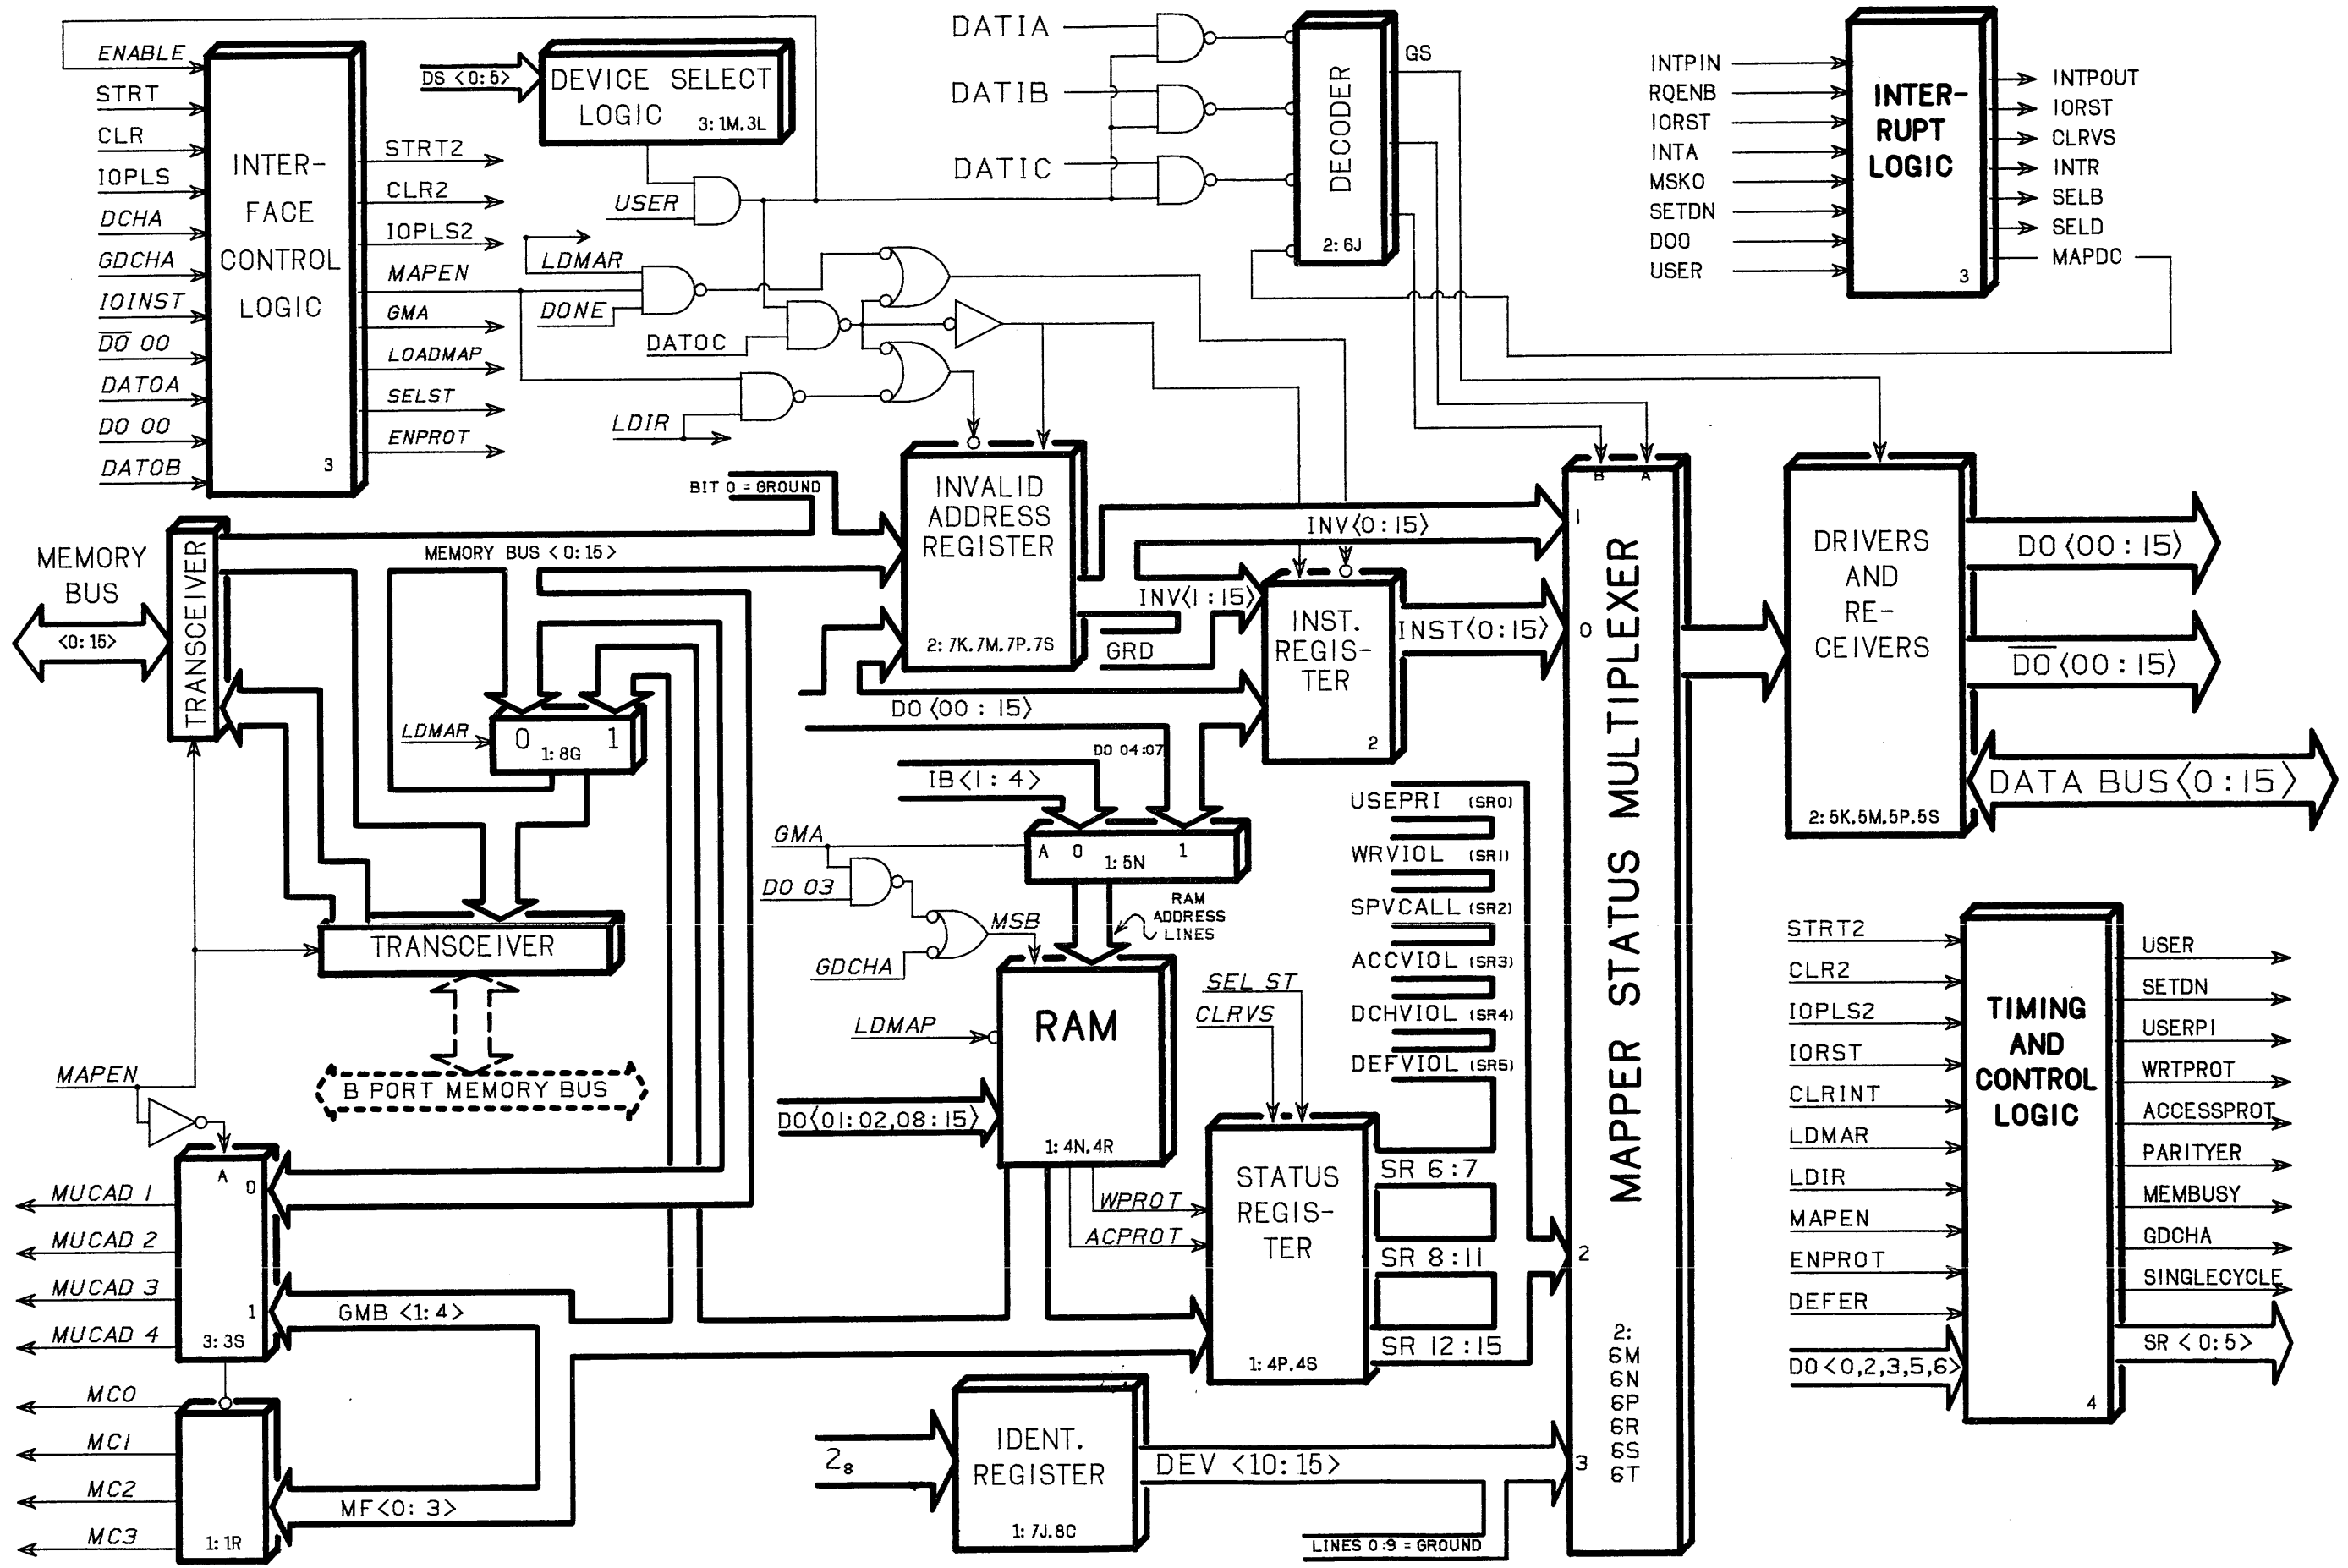 ENABLE
STRT
CLR
IOPLS
DCHA
GDCHA
IOINST
DO 00
DATOA
DO 00
DATOB
INTER-
FACE
CONTROL
LOGIC
3
STRT2
CLR2
IOPLS2
MAPEN
GMA
LOADMAP
SELST
ENPROT
DS <0:5>
DEVICE SELECT
LOGIC
3: 1M.3L
USER
LDMAR
DONE
DATOC
LDIR
DATIA
DATIB
DATIC
DECODER
2: 6J
GS
INTPIN
RQENB
IORST
INTA
MSKO
SETDN
DOO
USER
INTER-
RUPT
LOGIC
3
INTPOUT
IORST
CLRVS
INTR
SELB
SELD
MAPDC
BIT 0 = GROUND
MEMORY
BUS
<0:15>
TRANSCEIVER
MEMORY BUS <0:15>
INVALID
ADDRESS
REGISTER
2: 7K.7M.7P.7S
INV<0:15>
INV<1:15>
GRD
INST.
REGIS-
TER
2
INST<0:15>
DO<00:15>
DO 04:07
IB<1:4>
LDMAR
0 1
1: 8G
GMA
A 0 1
1: 5N
DO 03
MSB
GDCHA
RAM
ADDRESS
LINES
TRANSCEIVER
B PORT MEMORY BUS
MAPEN
LDMAP
RAM
1: 4N.4R
DO<01:02,08:15>
WPROT
ACPROT
SEL ST
CLRVS
STATUS
REGIS-
TER
1: 4P.4S
USEPRI (SR0)
WRVIOL (SR1)
SPVCALL (SR2)
ACCVIOL (SR3)
DCHVIOL (SR4)
DEFVIOL (SR5)
SR 6:7
SR 8:11
SR 12:15
B A
1
0
2
3
MAPPER STATUS MULTIPLEXER
2:
6M
6N
6P
6R
6S
6T
DRIVERS
AND
RE-
CEIVERS
2: 5K.5M.5P.5S
DO<00:15>
DO<00:15>
DATA BUS<0:15>
A
0
1
3: 3S
MUCAD 1
MUCAD 2
MUCAD 3
MUCAD 4
GMB <1:4>
MC0
MC1
MC2
MC3
1: 1R
MF<0:3>
2₈
IDENT.
REGISTER
1: 7J.8C
DEV <10:15>
LINES 0:9 = GROUND
STRT2
CLR2
IOPLS2
IORST
CLRINT
LDMAR
LDIR
MAPEN
ENPROT
DEFER
DO<0,2,3,5,6>
TIMING
AND
CONTROL
LOGIC
4
USER
SETDN
USERPI
WRTPROT
ACCESSPROT
PARITYER
MEMBUSY
GDCHA
SINGLECYCLE
SR <0:5>